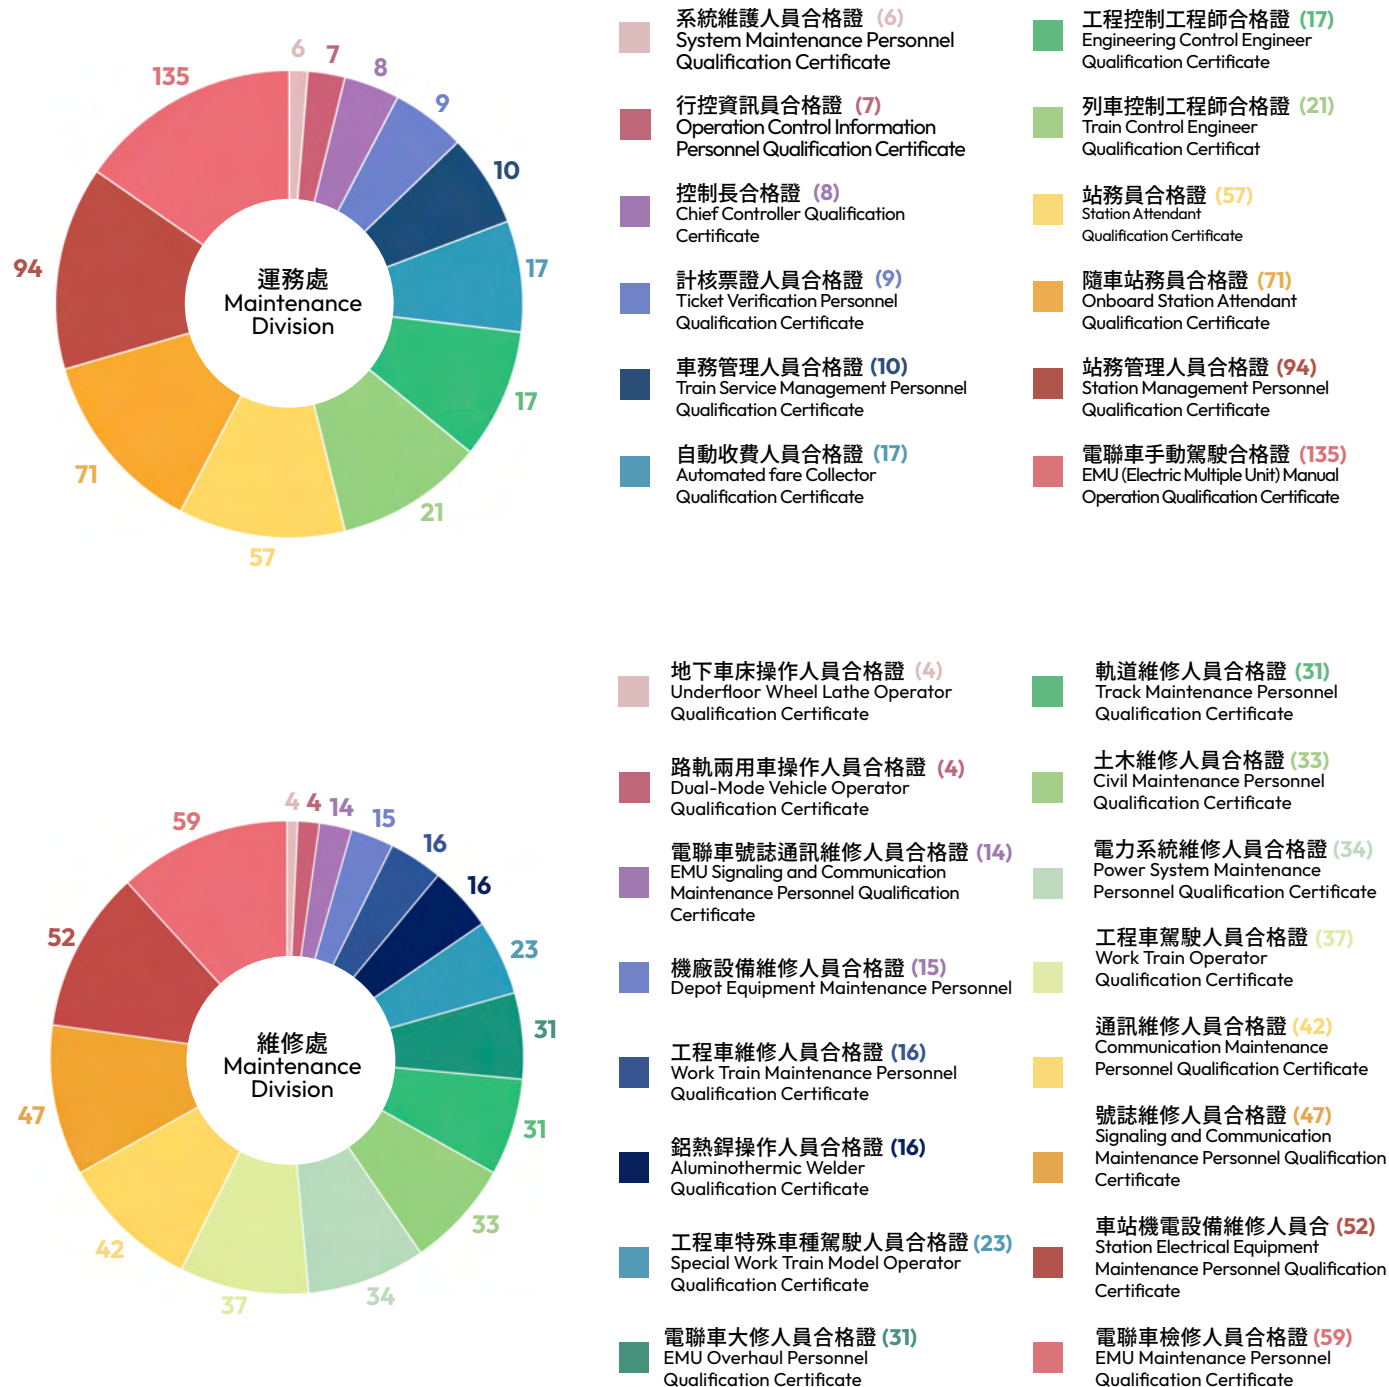 6
7
8
9
10
17
17
21
57
71
94
135
運務處
Maintenance
Division
系統維護人員合格證 (6)
System Maintenance Personnel
Qualification Certificate
行控資訊員合格證 (7)
Operation Control Information
Personnel Qualification Certificate
控制長合格證 (8)
Chief Controller Qualification
Certificate
計核票證人員合格證 (9)
Ticket Verification Personnel
Qualification Certificate
車務管理人員合格證 (10)
Train Service Management Personnel
Qualification Certificate
自動收費人員合格證 (17)
Automated fare Collector
Qualification Certificate
工程控制工程師合格證 (17)
Engineering Control Engineer
Qualification Certificate
列車控制工程師合格證 (21)
Train Control Engineer
Qualification Certificat
站務員合格證 (57)
Station Attendant
Qualification Certificate
隨車站務員合格證 (71)
Onboard Station Attendant
Qualification Certificate
站務管理人員合格證 (94)
Station Management Personnel
Qualification Certificate
電聯車手動駕駛合格證 (135)
EMU (Electric Multiple Unit) Manual
Operation Qualification Certificate
4
4
14
15
16
16
23
31
31
33
34
37
42
47
52
59
維修處
Maintenance
Division
地下車床操作人員合格證 (4)
Underfloor Wheel Lathe Operator
Qualification Certificate
路軌兩用車操作人員合格證 (4)
Dual-Mode Vehicle Operator
Qualification Certificate
電聯車號誌通訊維修人員合格證 (14)
EMU Signaling and Communication
Maintenance Personnel Qualification
Certificate
機廠設備維修人員合格證 (15)
Depot Equipment Maintenance Personnel
工程車維修人員合格證 (16)
Work Train Maintenance Personnel
Qualification Certificate
鋁熱銲操作人員合格證 (16)
Aluminothermic Welder
Qualification Certificate
工程車特殊車種駕駛人員合格證 (23)
Special Work Train Model Operator
Qualification Certificate
電聯車大修人員合格證 (31)
EMU Overhaul Personnel
Qualification Certificate
軌道維修人員合格證 (31)
Track Maintenance Personnel
Qualification Certificate
土木維修人員合格證 (33)
Civil Maintenance Personnel
Qualification Certificate
電力系統維修人員合格證 (34)
Power System Maintenance
Personnel Qualification Certificate
工程車駕駛人員合格證 (37)
Work Train Operator
Qualification Certificate
通訊維修人員合格證 (42)
Communication Maintenance
Personnel Qualification Certificate
號誌維修人員合格證 (47)
Signaling and Communication
Maintenance Personnel Qualification
Certificate
車站機電設備維修人員合 (52)
Station Electrical Equipment
Maintenance Personnel Qualification
Certificate
電聯車檢修人員合格證 (59)
EMU Maintenance Personnel
Qualification Certificate